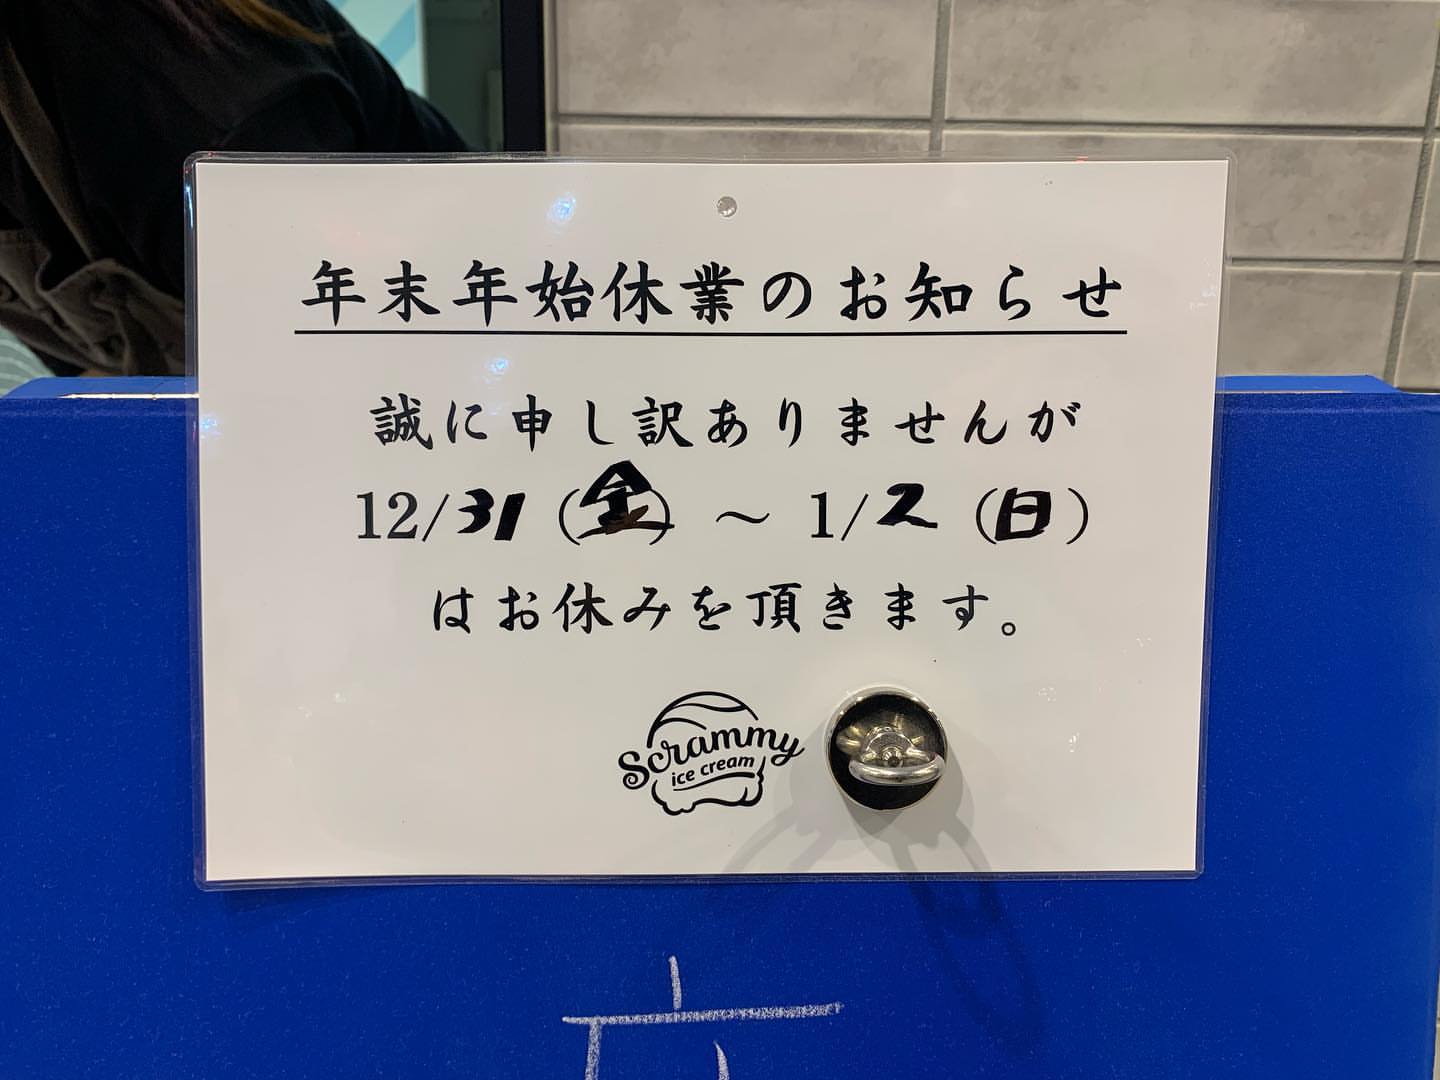 年末年始休業のお知らせ
誠に申し訳ありませんが
12/31（金）～ 1/2（日）
はお休みを頂きます。
Scrammy
ice cream